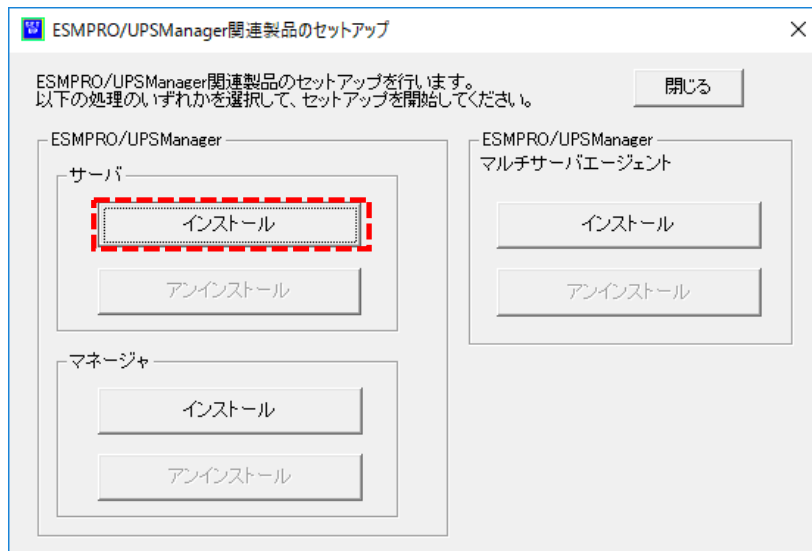 ESMPRO/UPSManager関連製品のセットアップ
ESMPRO/UPSManager関連製品のセットアップを行います。
以下の処理のいずれかを選択して、セットアップを開始してください。
閉じる
ESMPRO/UPSManager
サーバ
インストール
アンインストール
マネージャ
インストール
アンインストール
ESMPRO/UPSManager
マルチサーバエージェント
インストール
アンインストール